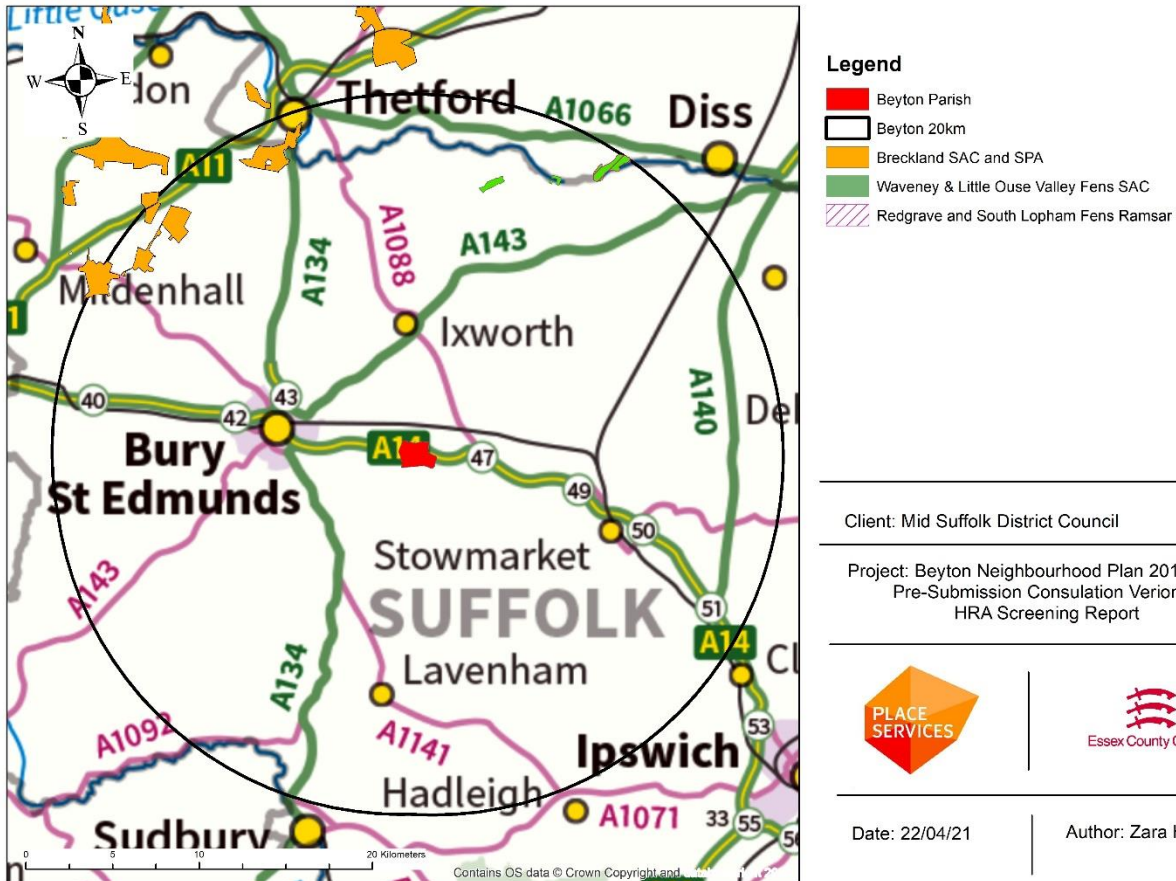 Little Ouse
N
W E
S
don
Thetford
A1066
Diss
A11
A134
A1088
A143
Mildenhall
Ixworth
1
A140
40
42
43
De
Bury
St Edmunds
A14
47
49
50
Stowmarket
SUFFOLK
51
A14
A143
Lavenham
Cl
A134
A1092
A1141
53
Ipswich
Hadleigh
A1071
33
55
56
Sudbury
n
0 5 10 20 Kilometers
Contains OS data © Crown Copyright and
Legend
Beyton Parish
Beyton 20km
Breckland SAC and SPA
Waveney & Little Ouse Valley Fens SAC
Redgrave and South Lopham Fens Ramsar
Client: Mid Suffolk District Council
Project: Beyton Neighbourhood Plan 201
Pre-Submission Consulation Verion
HRA Screening Report
PLACE
SERVICES
Essex County C
Date: 22/04/21
Author: Zara